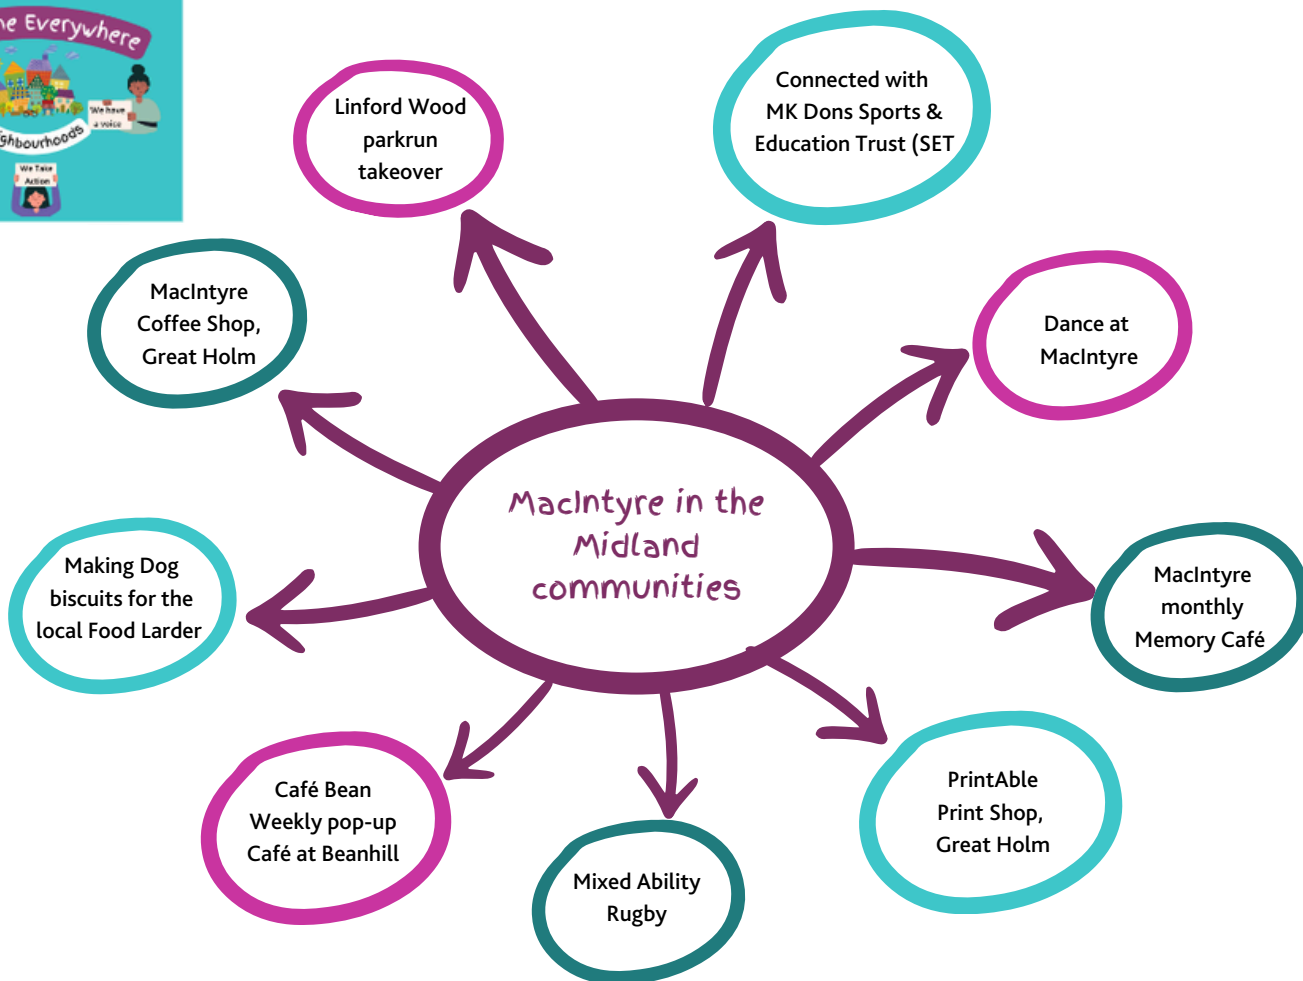 Everywhere
We have
a voice
We Take
Action
Linford Wood
parkrun
takeover
Connected with
MK Dons Sports &
Education Trust (SET
MacIntyre
Coffee Shop,
Great Holm
Dance at
MacIntyre
MacIntyre in the
Midland
communities
Making Dog
biscuits for the
local Food Larder
MacIntyre
monthly
Memory Café
Café Bean
Weekly pop-up
Café at Beanhill
PrintAble
Print Shop,
Great Holm
Mixed Ability
Rugby